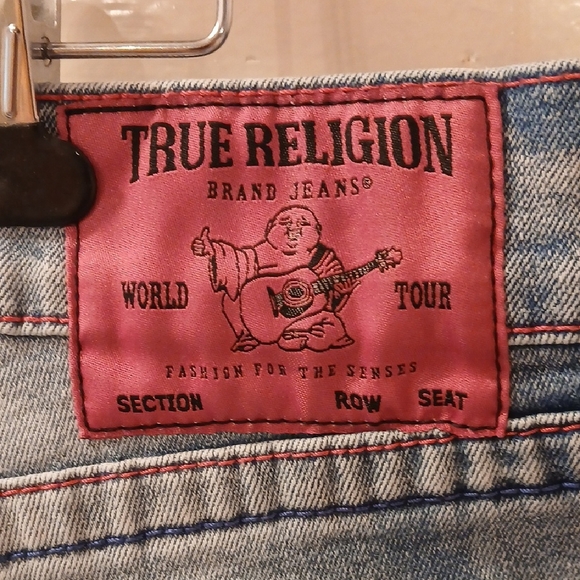 TRUE RELIGION
BRAND JEANS®
WORLD TOUR
FASHION FOR THE SENSES
SECTION ROW SEAT